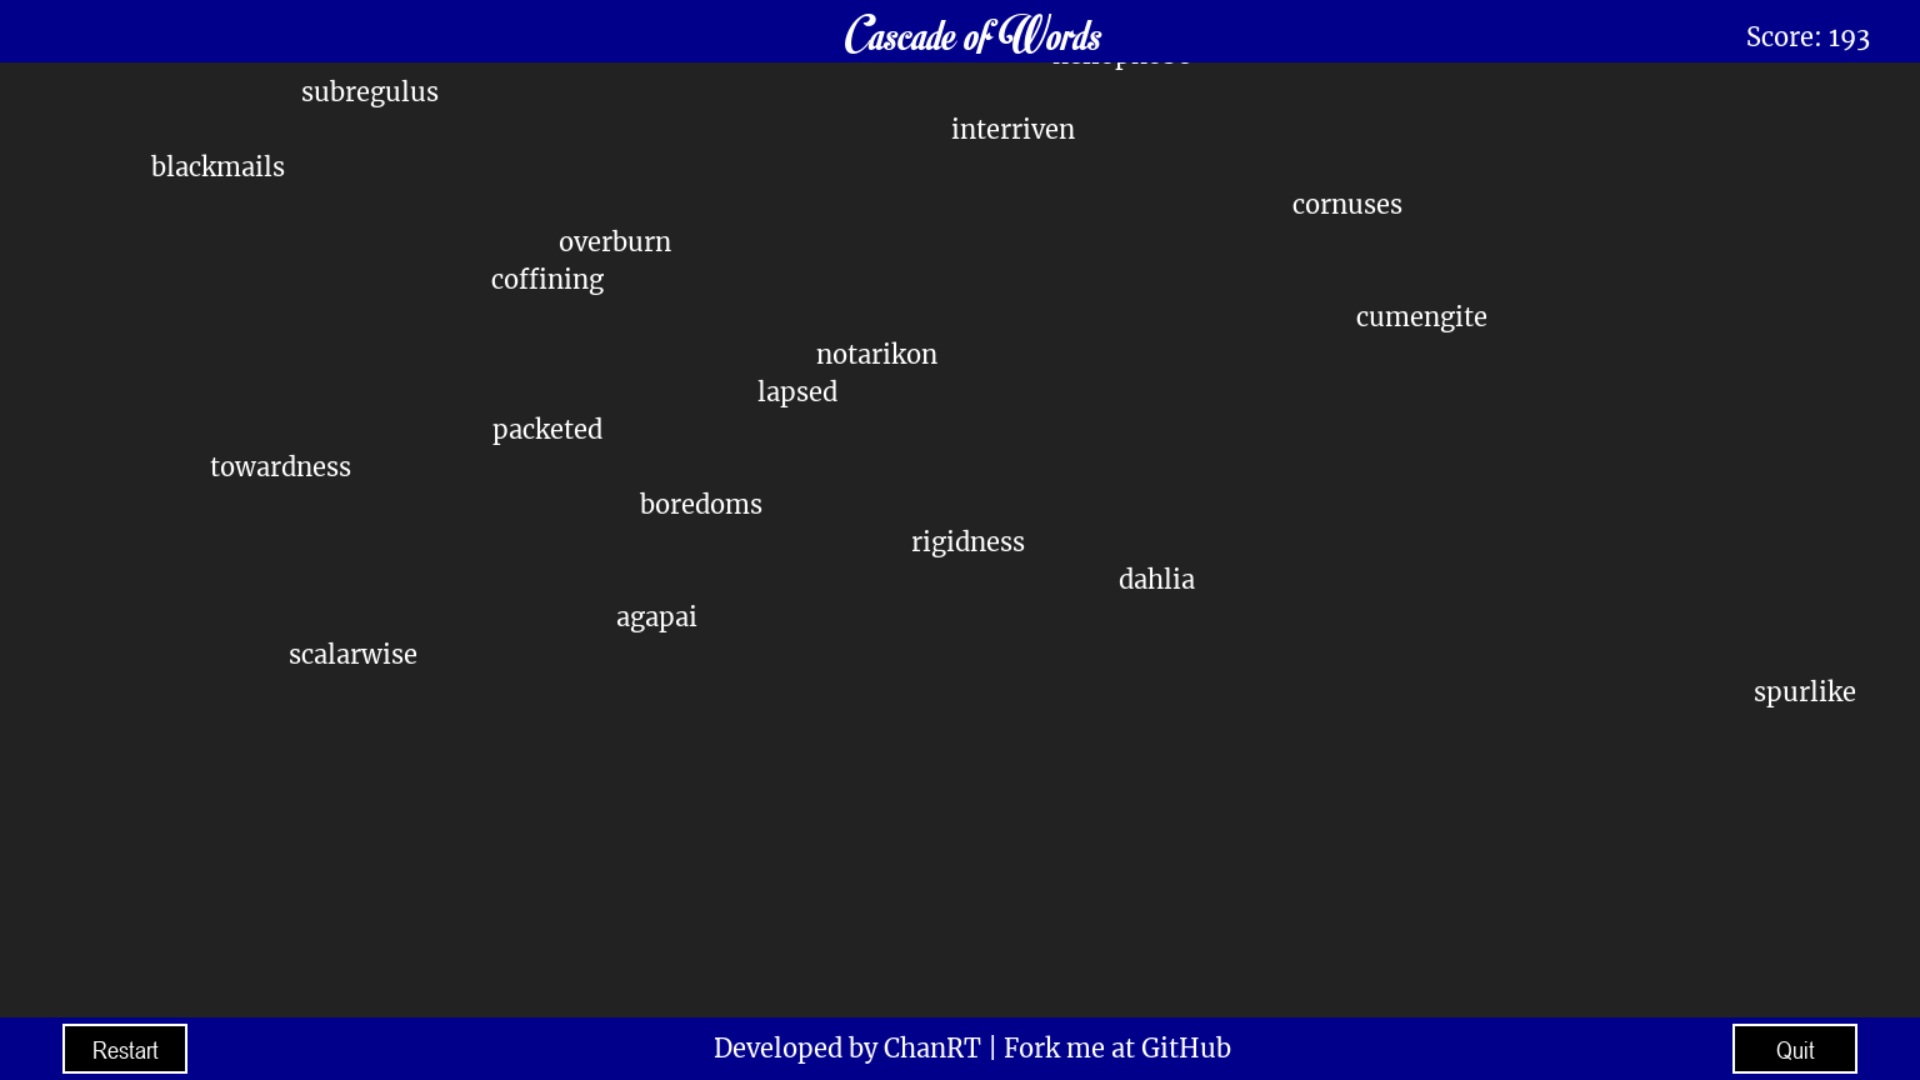 Cascade of Words
Score: 193
subregulus
interriven
blackmails
cornuses
overburn
coffining
cumengite
notarikon
lapsed
packeted
towardness
boredoms
rigidness
dahlia
agapai
scalarwise
spurlike
Restart
Developed by ChanRT | Fork me at GitHub
Quit